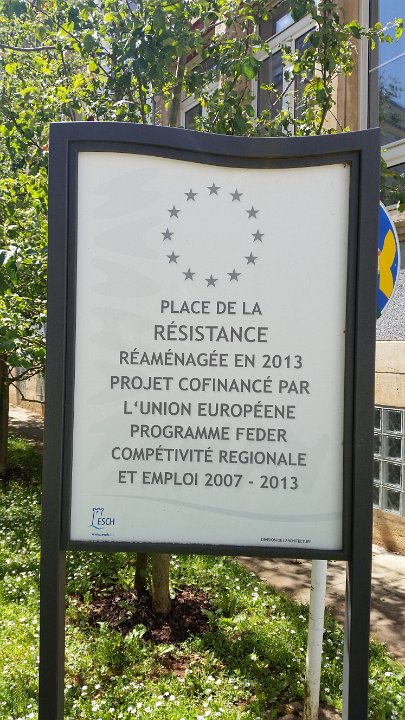 PLACE DE LA
RÉSISTANCE
RÉAMÉNAGÉE EN 2013
PROJET COFINANCÉ PAR
L'UNION EUROPÉENE
PROGRAMME FEDER
COMPÉTIVITÉ REGIONALE
ET EMPLOI 2007 - 2013
ESCH